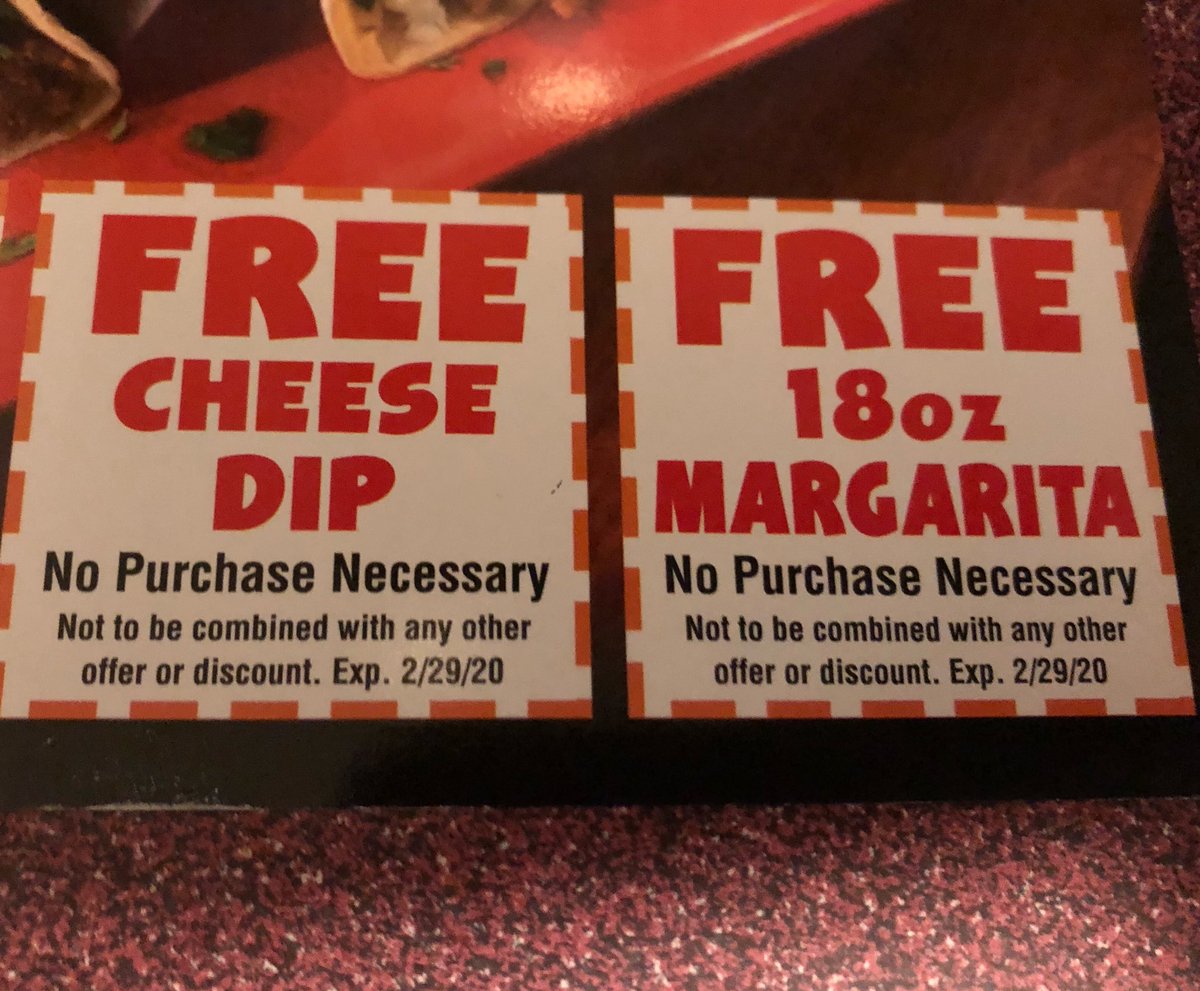 FREE
CHEESE
DIP
No Purchase Necessary
Not to be combined with any other
offer or discount. Exp. 2/29/20
FREE
18oz
MARGARITA
No Purchase Necessary
Not to be combined with any other
offer or discount. Exp. 2/29/20